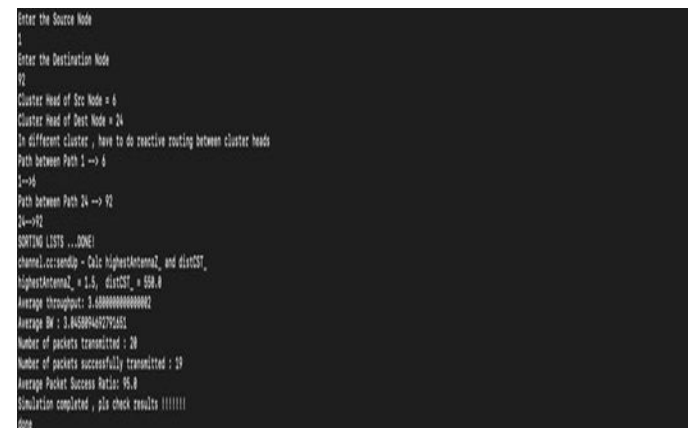 Enter the Source Node
1
Enter the Destination Node
92
Cluster Head of Src Node = 6
Cluster Head of Dest Node = 24
In different cluster , have to do reactive routing between cluster heads
Path between Path 1 --> 6
1-->6
Path between Path 24 --> 92
24-->92
SORTING LISTS ...DONE!
channel.cc:sendUp - Calc highestAntennaZ_ and distCST_
highestAntennaZ_ = 1.5, distCST_ = 550.0
Average throughput: 3.6800000000000002
Average BW :
Number of packets transmitted : 20
Number of packets successfully transmitted : 19
Average Packet Success Ratio: 95.0
Simulation completed , pls check results !!!!!!!
done